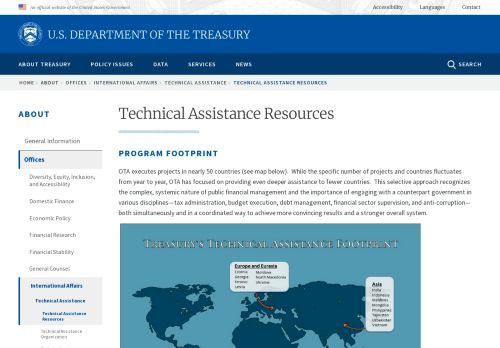 An official website of the United States Government
Accessibility Languages Contact
U.S. DEPARTMENT OF THE TREASURY
ABOUT TREASURY POLICY ISSUES DATA SERVICES NEWS SEARCH
HOME > ABOUT > OFFICES > INTERNATIONAL AFFAIRS > TECHNICAL ASSISTANCE > TECHNICAL ASSISTANCE RESOURCES
ABOUT
General Information
Offices
Diversity, Equity, Inclusion,
and Accessibility
Domestic Finance
Economic Policy
Financial Research
Financial Stability
General Counsel
International Affairs
Technical Assistance
Technical Assistance
Resources
Technical Assistance
Organization
Technical Assistance Resources
PROGRAM FOOTPRINT
OTA executes projects in nearly 50 countries (see map below). While the specific number of projects and countries fluctuates
from year to year, OTA has focused on providing even deeper assistance to fewer countries. This selective approach recognizes
the complex, systemic nature of public financial management and the importance of engaging with a counterpart government in
various disciplines—tax administration, budget execution, debt management, financial sector supervision, and anti-corruption—
both simultaneously and in a coordinated way to achieve more convincing results and a stronger overall system.
TREASURY'S TECHNICAL ASSISTANCE FOOTPRINT
Europe and Eurasia
Estonia Moldova
Georgia North Macedonia
Kosovo Ukraine
Latvia
Asia
India
Indonesia
Maldives
Mongolia
Philippines
Tajikistan
Uzbekistan
Vietnam